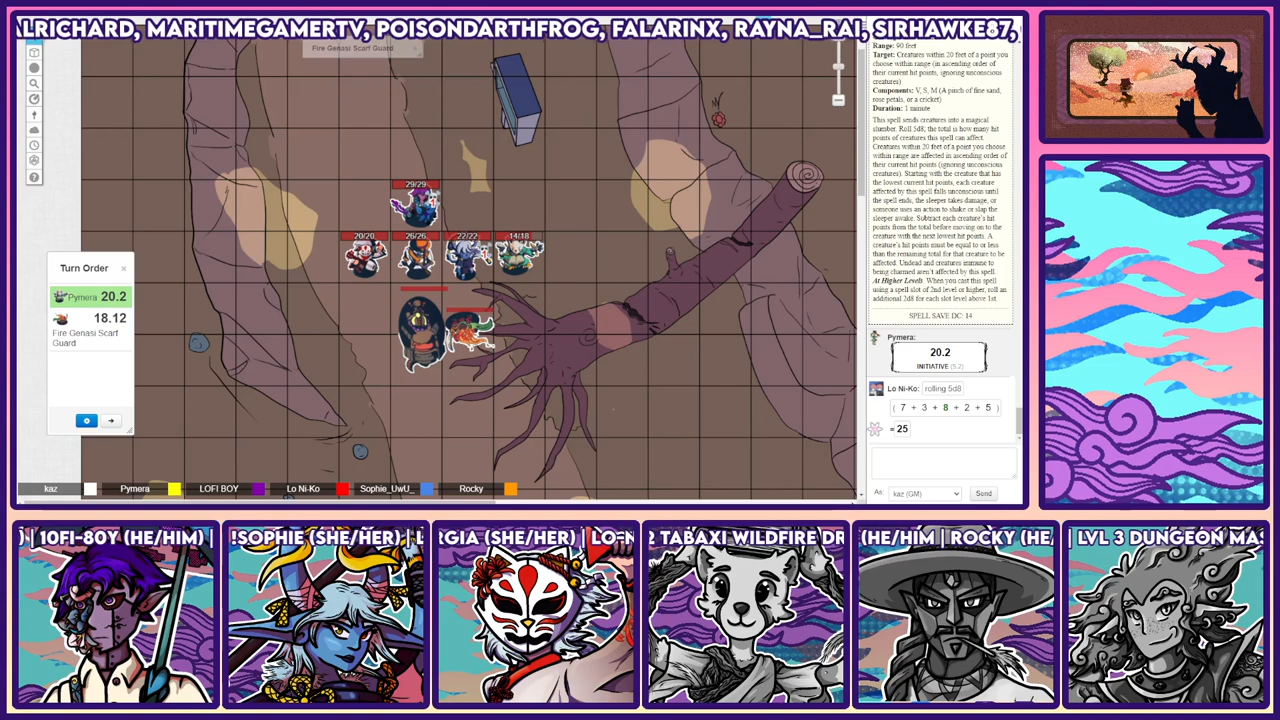 LRICHARD, MARITIMEGAMERTV, POISONDARTHFROG, FALARINX, RAYNA_RAI, SIRHAWKE87,
Fire Genasi Scarf Guard
29/29
20/20
26/26
22/22
14/18
Turn Order ×
Pymera 20.2
18.12
Fire Genasi Scarf
Guard
kaz
Pymera
LOFI BOY
Lo Ni-Ko
Sophie_UwU_
Rocky
Range: 90 feet
Target: Creatures within 20 feet of a point you
choose within range (in ascending order of
their current hit points, ignoring unconscious
creatures)
Components: V, S, M (A pinch of fine sand,
rose petals, or a cricket)
Duration: 1 minute
This spell sends creatures into a magical
slumber. Roll 5d8; the total is how many hit
points of creatures this spell can affect.
Creatures within 20 feet of a point you choose
within range are affected in ascending order of
their current hit points (ignoring unconscious
creatures). Starting with the creature that has
the lowest current hit points, each creature
affected by this spell falls unconscious until
the spell ends, the sleeper takes damage, or
someone uses an action to shake or slap the
sleeper awake. Subtract each creature's hit
points from the total before moving on to the
creature with the next lowest hit points. A
creature's hit points must be equal to or less
than the remaining total for that creature to be
affected. Undead and creatures immune to
being charmed aren't affected by this spell.
At Higher Levels. When you cast this spell
using a spell slot of 2nd level or higher, roll an
additional 2d8 for each slot level above 1st.
SPELL SAVE DC: 14
Pymera:
20.2
INITIATIVE (5.2)
Lo Ni-Ko: rolling 5d8
( 7 + 3 + 8 + 2 + 5 )
= 25
As: kaz (GM) Send
) | 10FI-80Y (HE/HIM) |
!SOPHIE (SHE/HER) | L
RGIA (SHE/HER) | LO-N
2 TABAXI WILDFIRE DR
(HE/HIM | ROCKY (HE/
| LVL 3 DUNGEON MAS